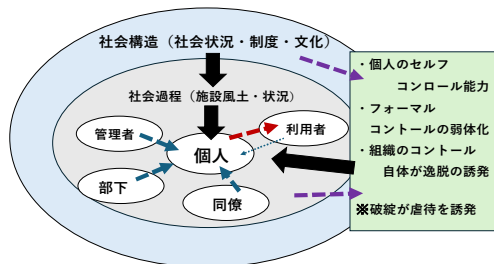 社会構造（社会状況・制度・文化）
社会過程（施設風土・状況）
管理者
利用者
個人
部下
同僚
・個人のセルフ
コンロール能力
・フォーマル
コントールの弱体化
・組織のコントール
自体が逸脱の誘発
※破綻が虐待を誘発